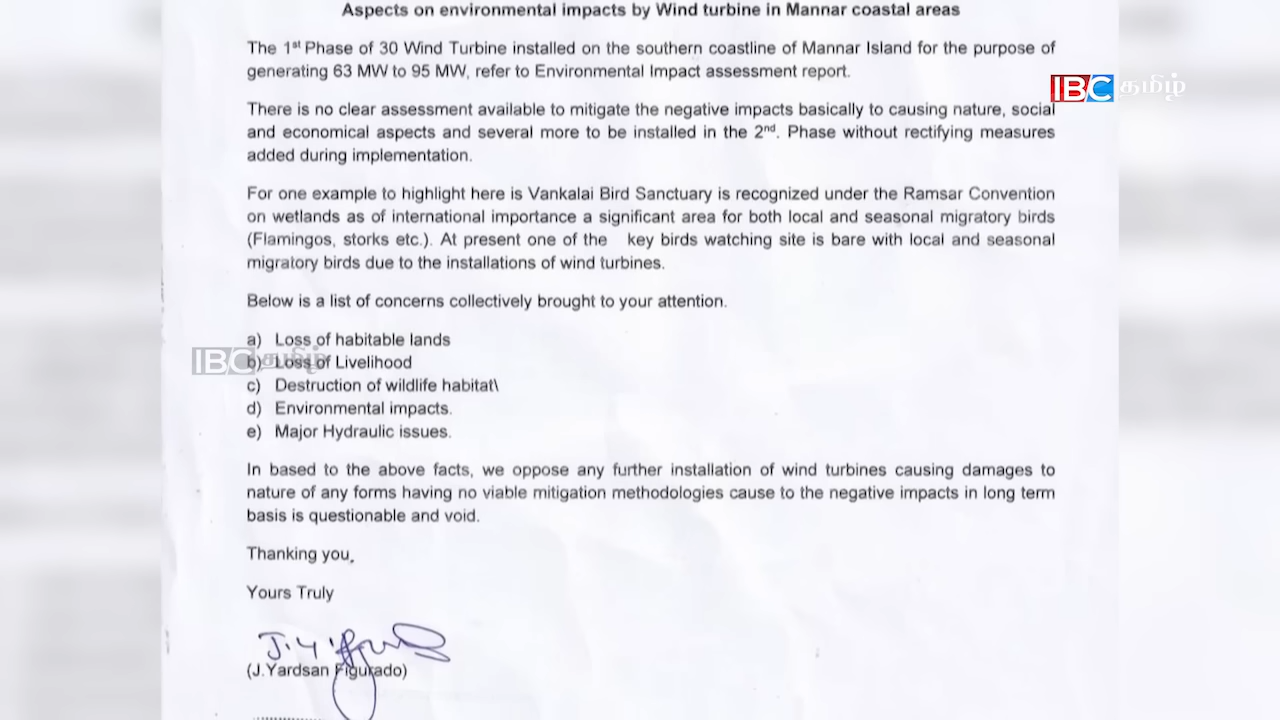 Aspects on environmental impacts by Wind turbine in Mannar coastal areas
The 1st Phase of 30 Wind Turbine installed on the southern coastline of Mannar Island for the purpose of
generating 63 MW to 95 MW, refer to Environmental Impact assessment report.
IBC தமிழ்
There is no clear assessment available to mitigate the negative impacts basically to causing nature, social
and economical aspects and several more to be installed in the 2nd. Phase without rectifying measures
added during implementation.
For one example to highlight here is Vankalai Bird Sanctuary is recognized under the Ramsar Convention
on wetlands as of international importance a significant area for both local and seasonal migratory birds
(Flamingos, storks etc.). At present one of the key birds watching site is bare with local and seasonal
migratory birds due to the installations of wind turbines.
Below is a list of concerns collectively brought to your attention.
a) Loss of habitable lands
IBC தமிழ்
b) Loss of Livelihood
c) Destruction of wildlife habitat\
d) Environmental impacts.
e) Major Hydraulic issues.
In based to the above facts, we oppose any further installation of wind turbines causing damages to
nature of any forms having no viable mitigation methodologies cause to the negative impacts in long term
basis is questionable and void.
Thanking you,
Yours Truly
(J.Yardsan Figurado)